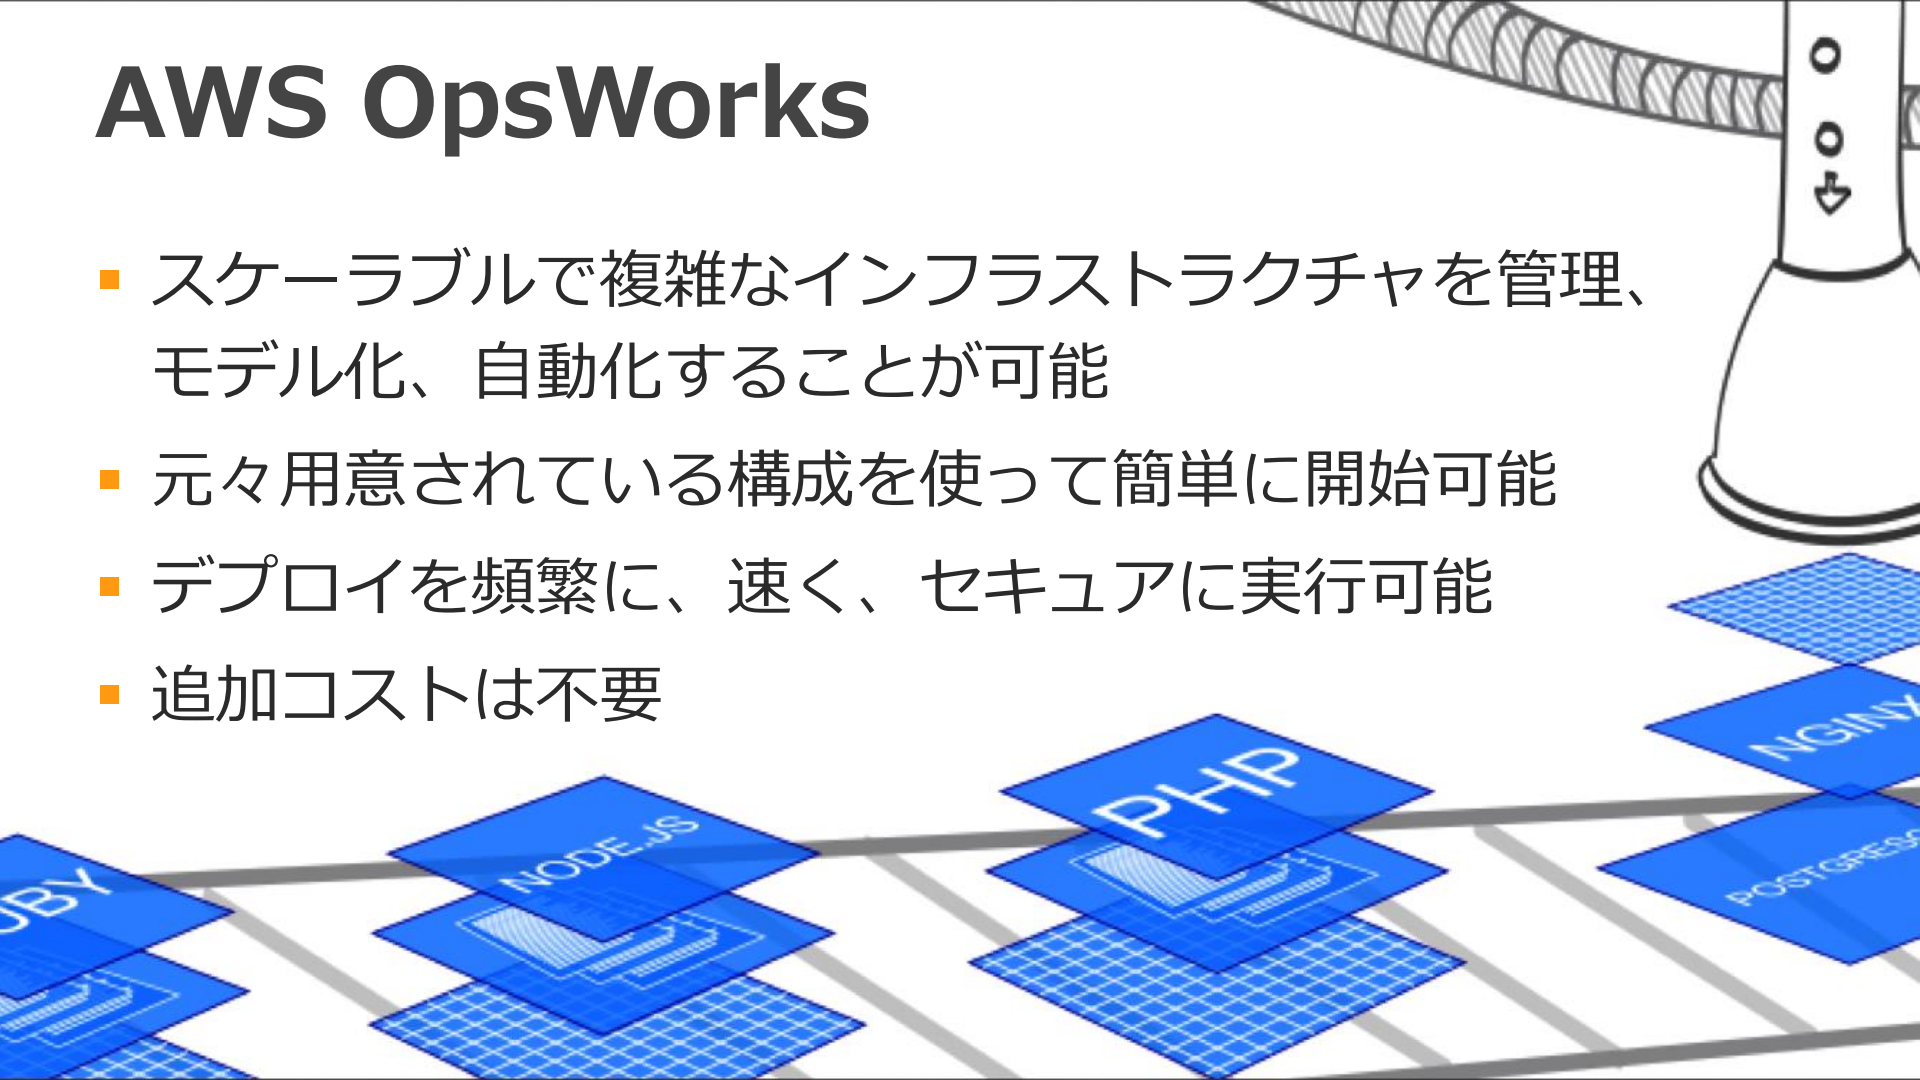 AWS OpsWorks
スケーラブルで複雑なインフラストラクチャを管理、
モデル化、自動化することが可能
元々用意されている構成を使って簡単に開始可能
デプロイを頻繁に、速く、セキュアに実行可能
追加コストは不要
PHP
NGINX
NODE.JS
UBY
POSTGRESQ